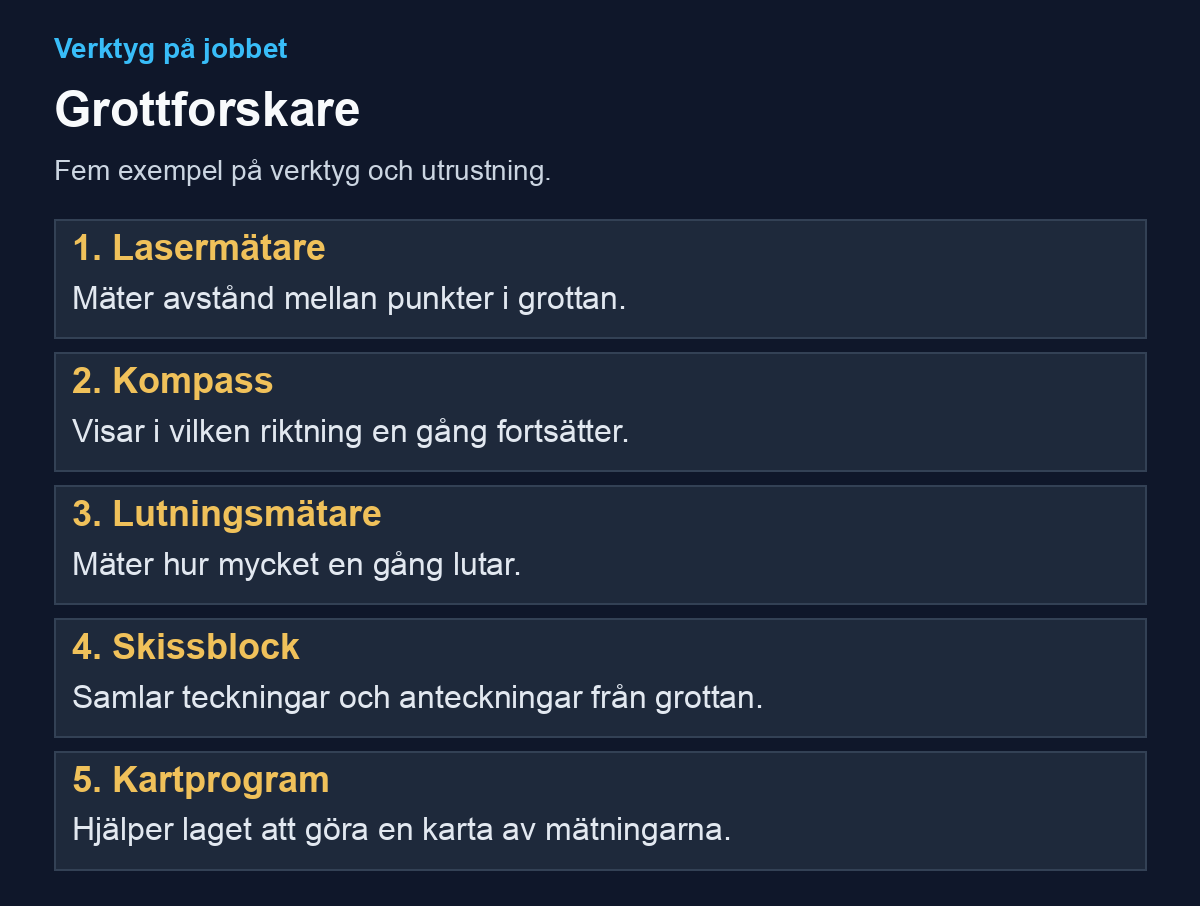 Verktyg på jobbet
Grottforskare
Fem exempel på verktyg och utrustning.
1. Lasermätare
Mäter avstånd mellan punkter i grottan.
2. Kompass
Visar i vilken riktning en gång fortsätter.
3. Lutningsmätare
Mäter hur mycket en gång lutar.
4. Skissblock
Samlar teckningar och anteckningar från grottan.
5. Kartprogram
Hjälper laget att göra en karta av mätningarna.